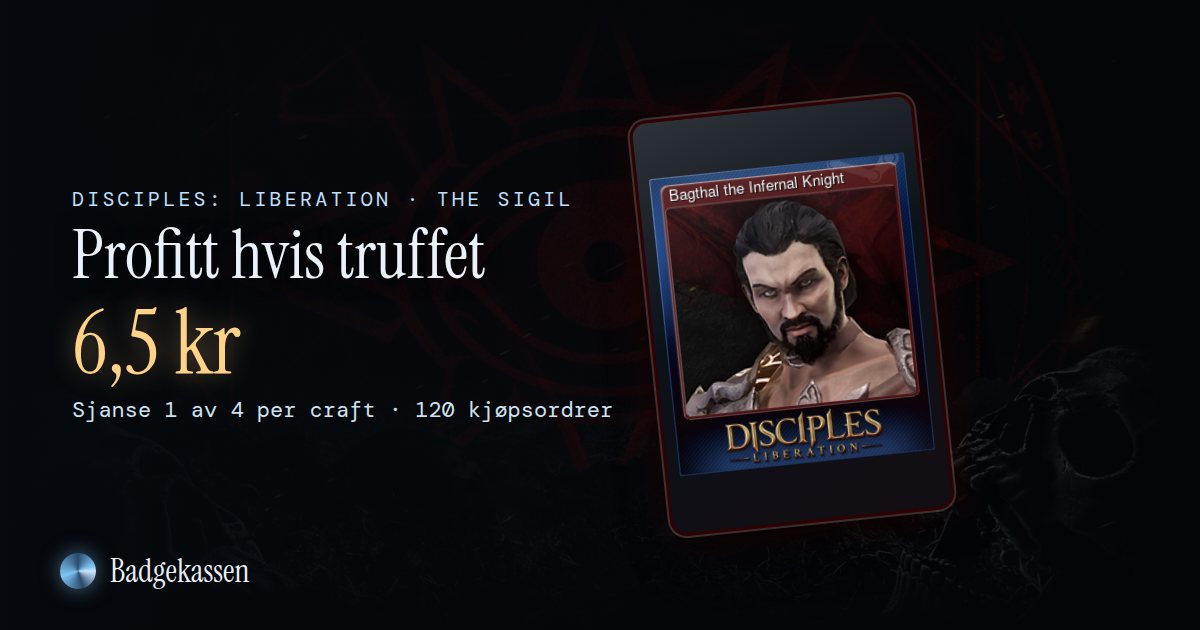 DISCIPLES: LIBERATION · THE SIGIL
Profitt hvis truffet
6,5 kr
Sjanse 1 av 4 per craft · 120 kjøpsordrer
Bagthal the Infernal Knight
DISCIPLES
LIBERATION
Badgekassen